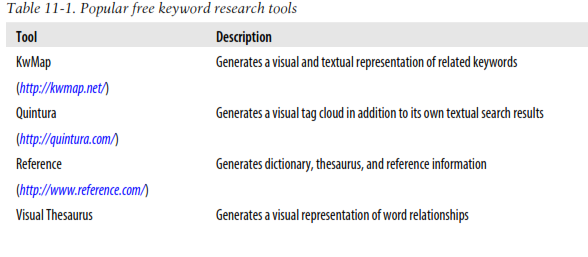 Table 11-1. Popular free keyword research tools
Tool Description
KwMap Generates a visual and textual representation of related keywords
(http://kwmap.net/)
Quintura Generates a visual tag cloud in addition to its own textual search results
(http://quintura.com/)
Reference Generates dictionary, thesaurus, and reference information
(http://www.reference.com/)
Visual Thesaurus Generates a visual representation of word relationships